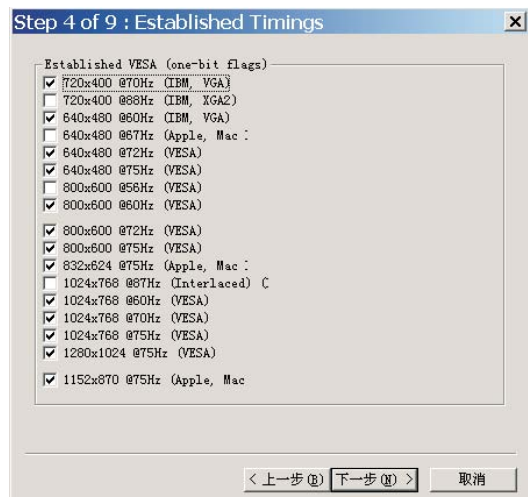 Step 4 of 9 : Established Timings
Established VESA (one-bit flags)
720x400 @70Hz (IBM, VGA)
720x400 @88Hz (IBM, XGA2)
640x480 @60Hz (IBM, VGA)
640x480 @67Hz (Apple, Mac
640x480 @72Hz (VESA)
640x480 @75Hz (VESA)
800x600 @56Hz (VESA)
800x600 @60Hz (VESA)
800x600 @72Hz (VESA)
800x600 @75Hz (VESA)
832x624 @75Hz (Apple, Mac
1024x768 @87Hz (Interlaced)
1024x768 @60Hz (VESA)
1024x768 @70Hz (VESA)
1024x768 @75Hz (VESA)
1280x1024 @75Hz (VESA)
1152x870 @75Hz (Apple, Mac
<上一步(B) 下一步(N) > 取消